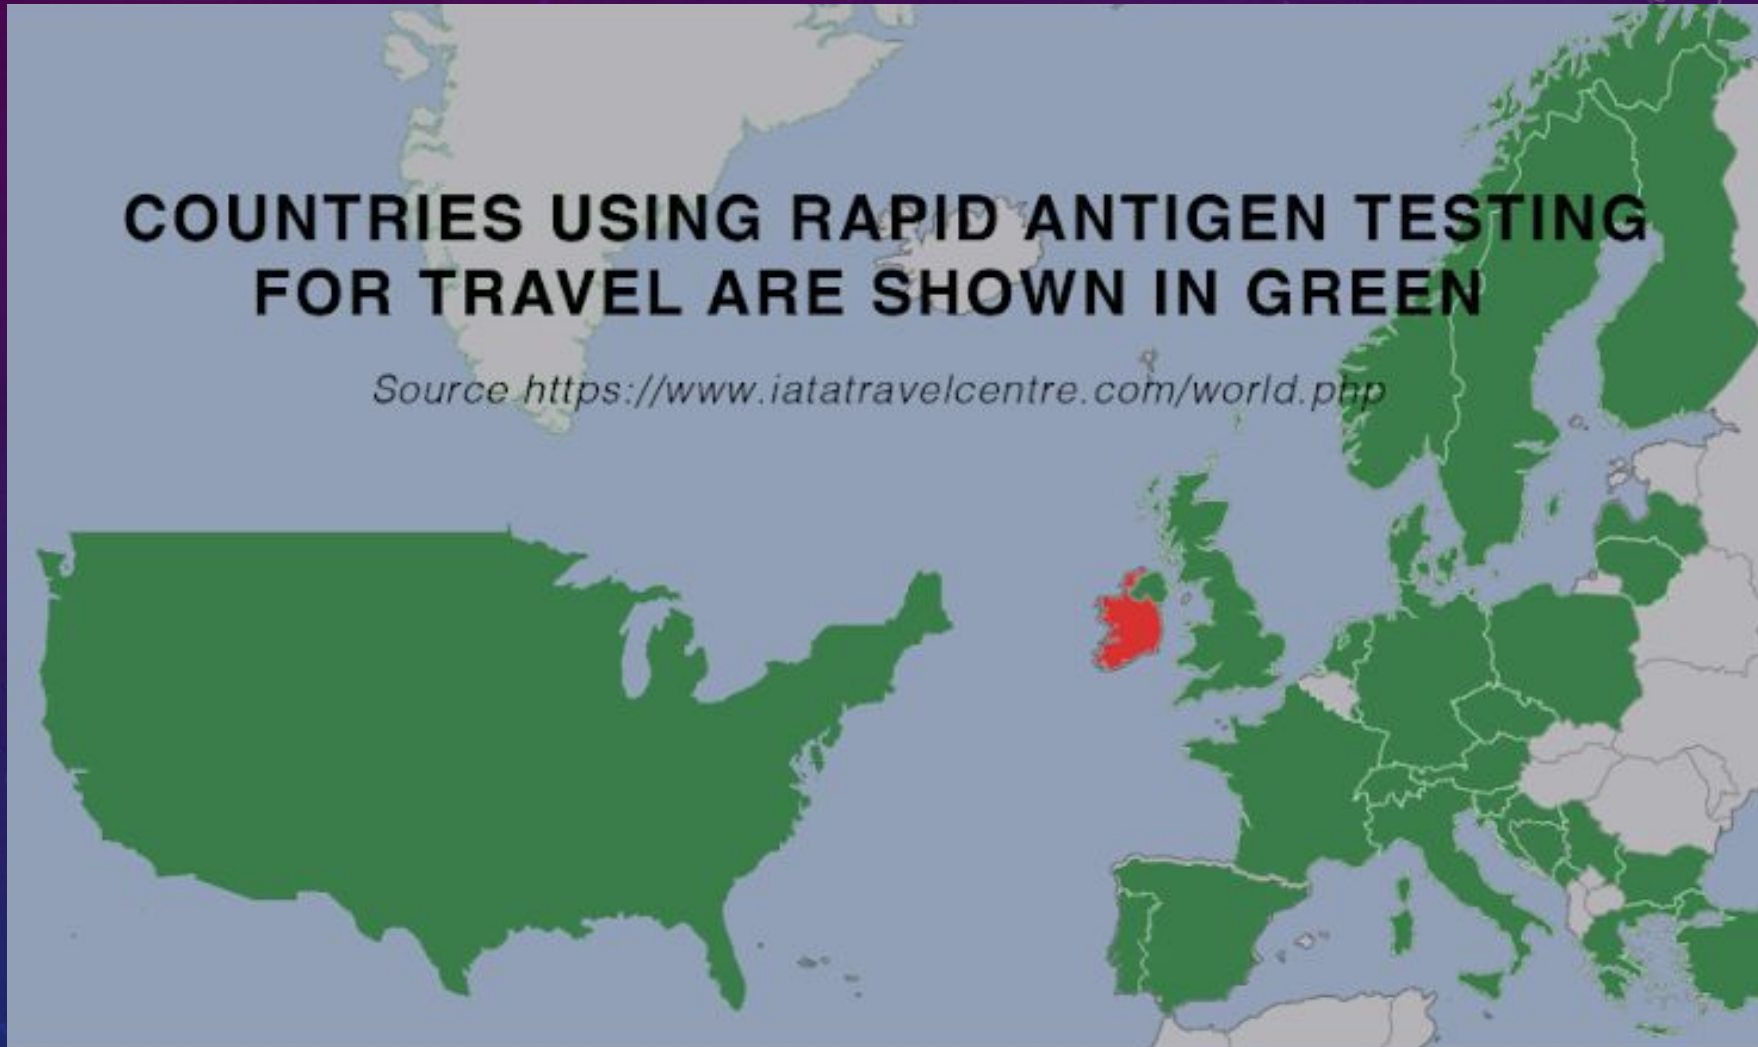 COUNTRIES USING RAPID ANTIGEN TESTING
FOR TRAVEL ARE SHOWN IN GREEN
Source https://www.iatatravelcentre.com/world.php